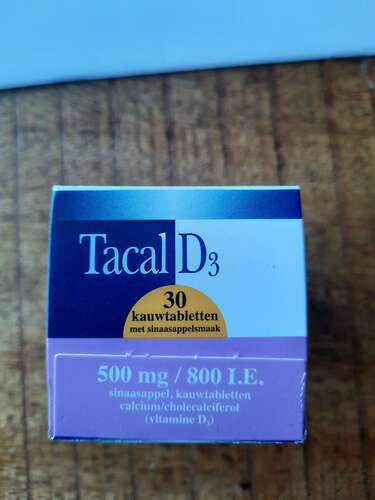 Tacal D₃
30
kauwtabletten
met sinaasappelsmaak
500 mg / 800 I.E.
sinaasappel, kauwtabletten
calcium/cholecalciferol
(vitamine D₃)